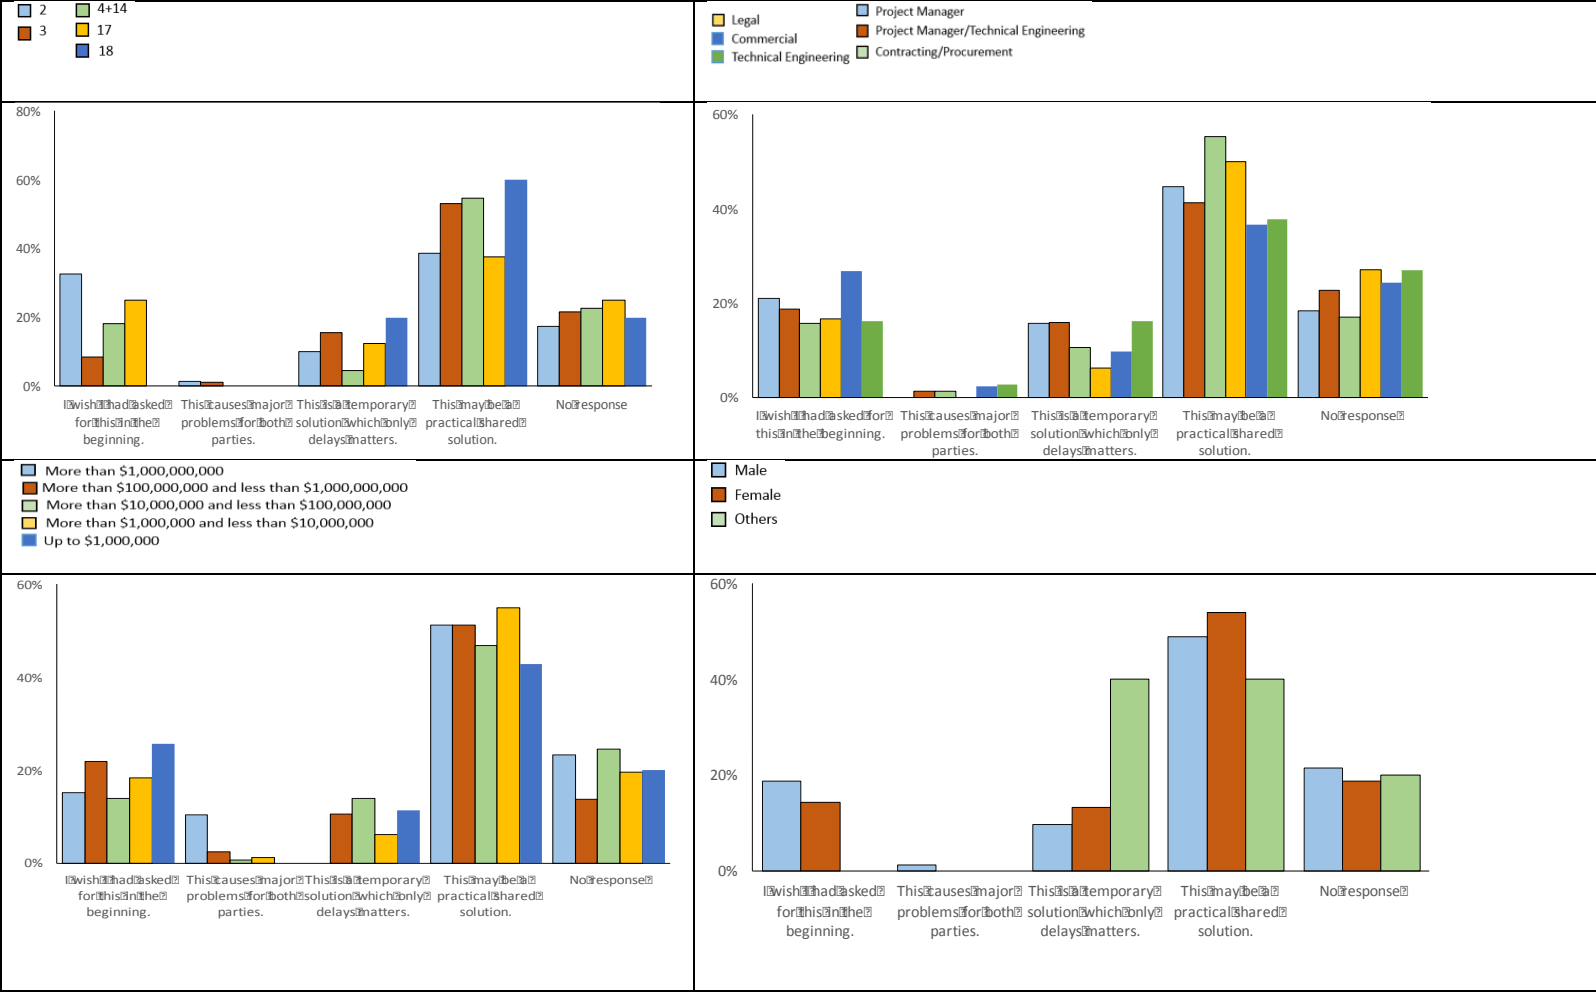 2
3
4+14
17
18
80%
60%
40%
20%
0%
I wish I had asked
for this in the
beginning.
This causes major
problems for both
parties.
This is a temporary
solution which only
delays matters.
This may be a
practical shared
solution.
No response
Legal
Commercial
Technical Engineering
Project Manager
Project Manager/Technical Engineering
Contracting/Procurement
60%
40%
20%
0%
I wish I had asked for
this in the beginning.
This causes major
problems for both
parties.
This is a temporary
solution which only
delays matters.
This may be a
practical shared
solution.
No response
More than $1,000,000,000
More than $100,000,000 and less than $1,000,000,000
More than $10,000,000 and less than $100,000,000
More than $1,000,000 and less than $10,000,000
Up to $1,000,000
60%
40%
20%
0%
I wish I had asked
for this in the
beginning.
This causes major
problems for both
parties.
This is a temporary
solution which only
delays matters.
This may be a
practical shared
solution.
No response
Male
Female
Others
60%
40%
20%
0%
I wish I had asked
for this in the
beginning.
This causes major
problems for both
parties.
This is a temporary
solution which only
delays matters.
This may be a
practical shared
solution.
No response